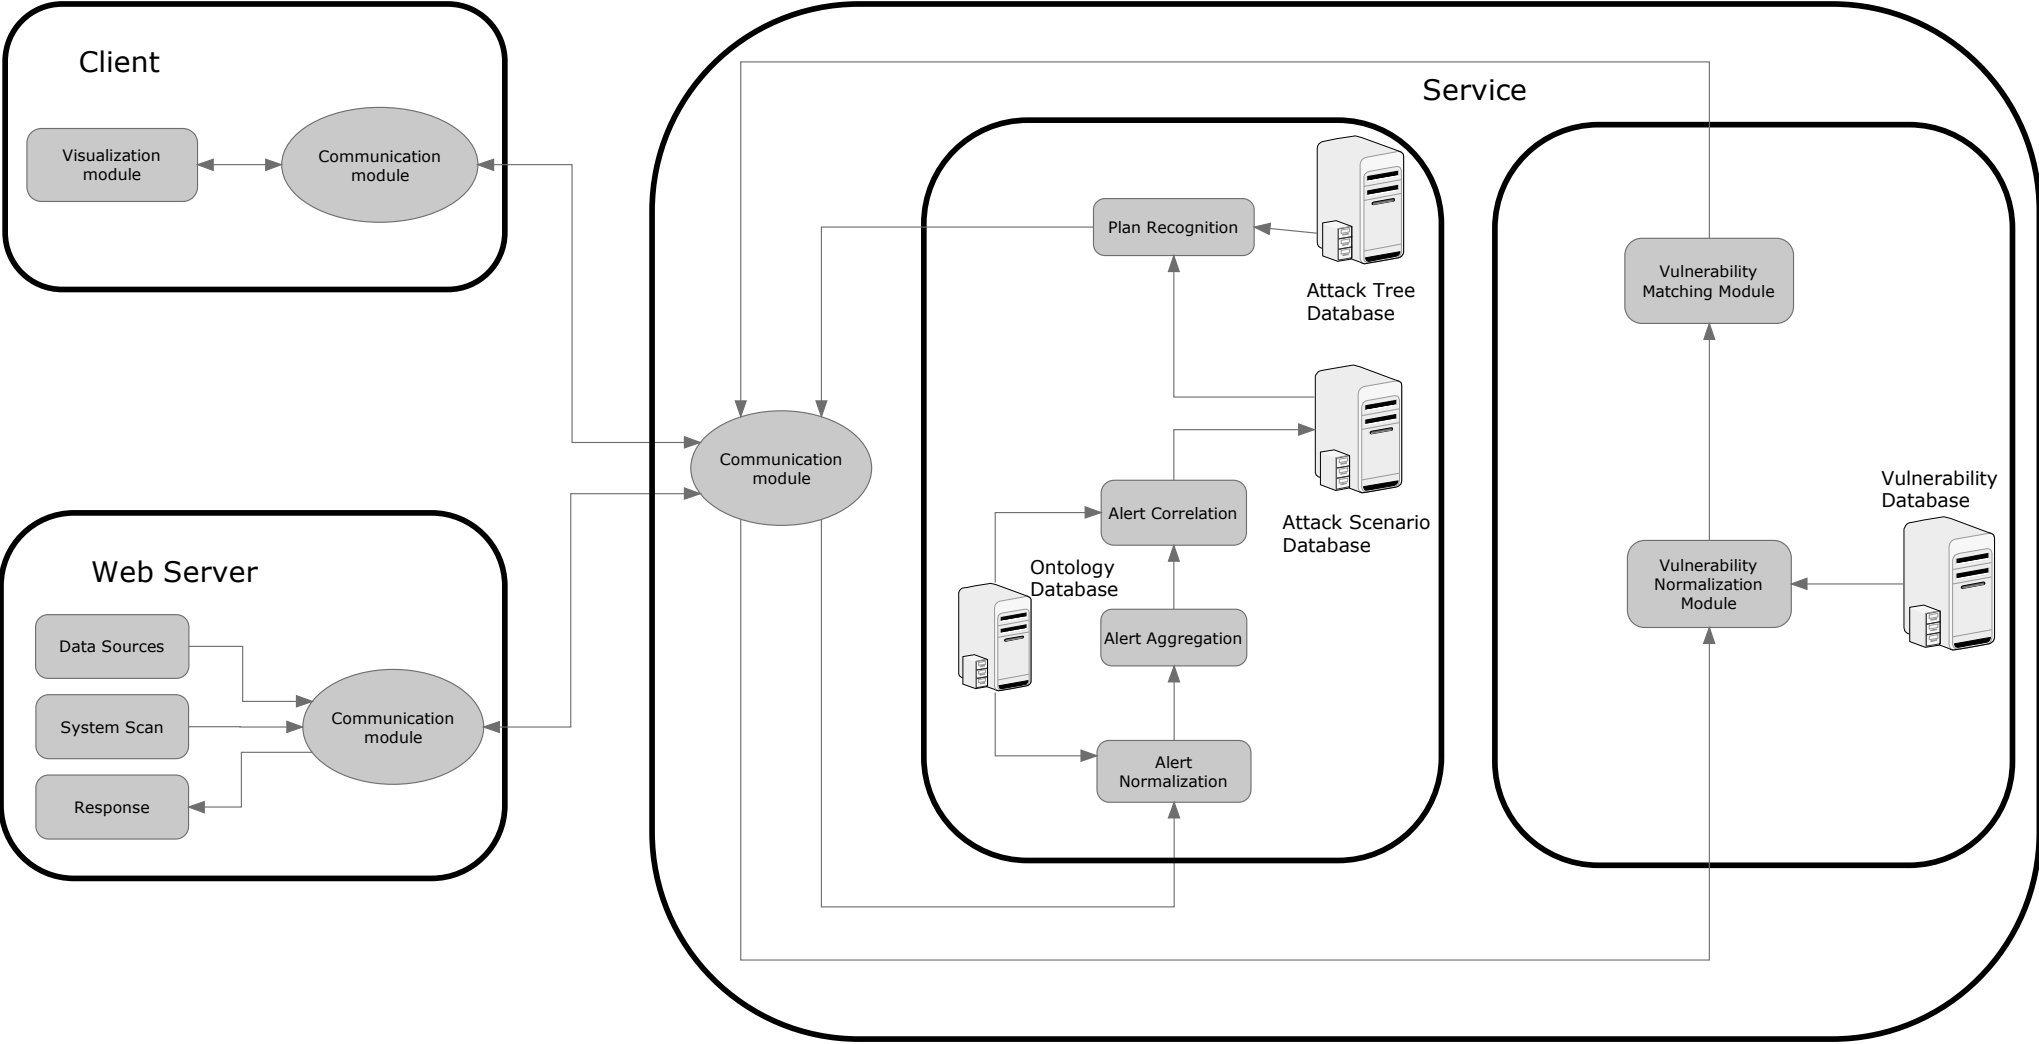 Client
Visualization
module
Communication
module
Web Server
Data Sources
System Scan
Response
Communication
module
Service
Communication
module
Plan Recognition
Attack Tree
Database
Attack Scenario
Database
Alert Correlation
Ontology
Database
Alert Aggregation
Alert
Normalization
Vulnerability
Matching Module
Vulnerability
Database
Vulnerability
Normalization
Module